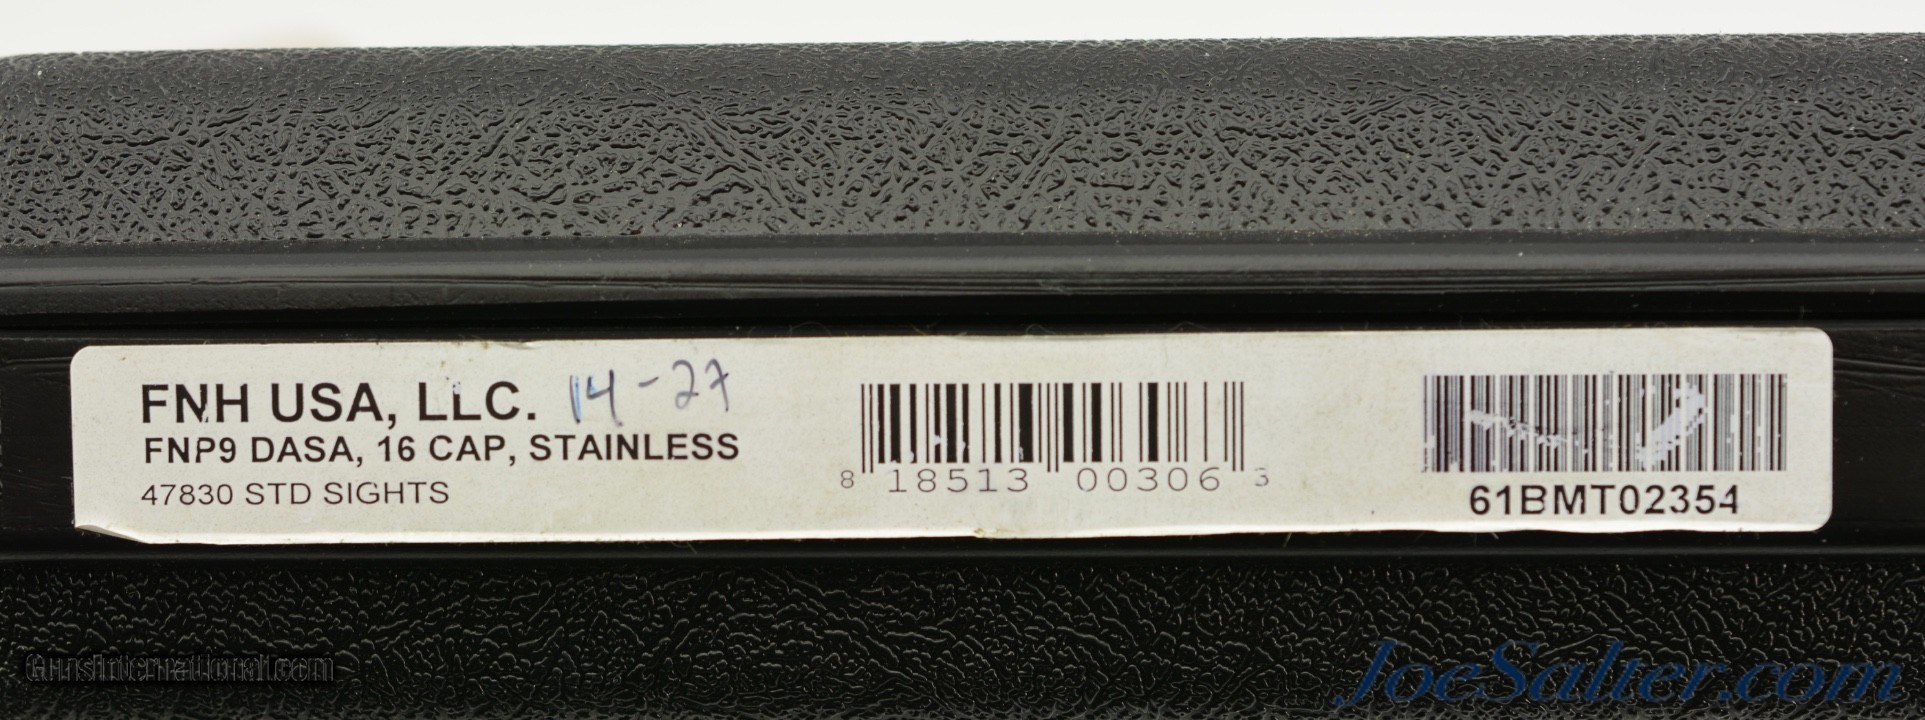 FNH USA, LLC. 14-27
FNP9 DASA, 16 CAP, STAINLESS
47830 STD SIGHTS
8 18513 00306 3
61BMT02354
GunsInternational.com
JoeSalter.com